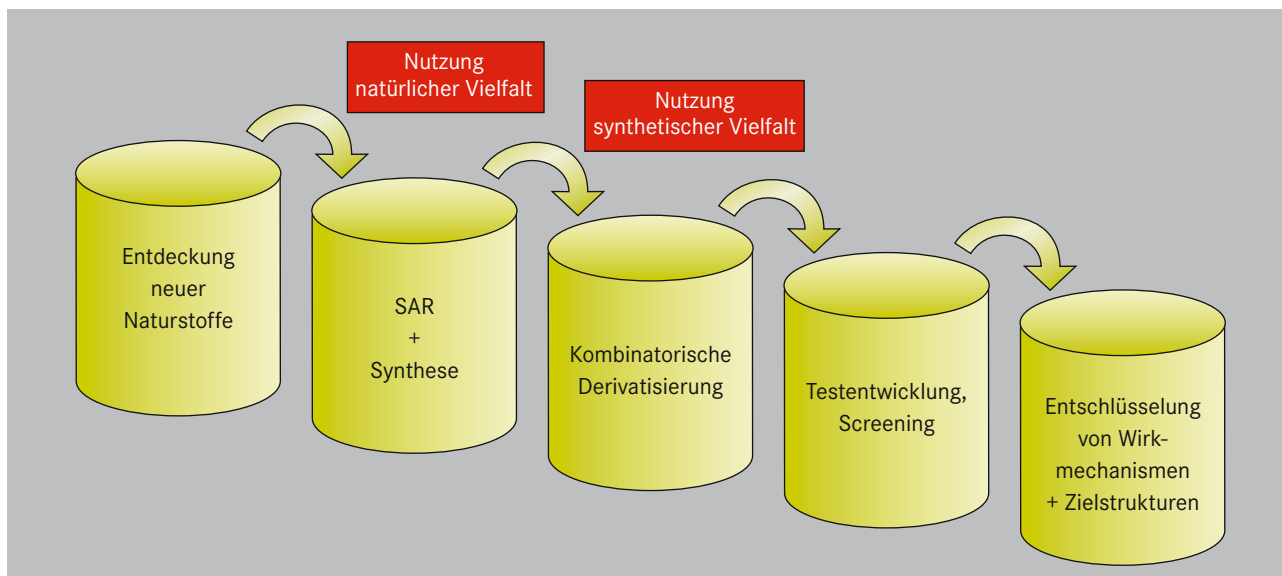 Nutzung
natürlicher Vielfalt
Nutzung
synthetischer Vielfalt
Entdeckung
neuer
Naturstoffe
SAR
+
Synthese
Kombinatorische
Derivatisierung
Testentwicklung,
Screening
Entschlüsselung
von Wirk-
mechanismen
+ Zielstrukturen